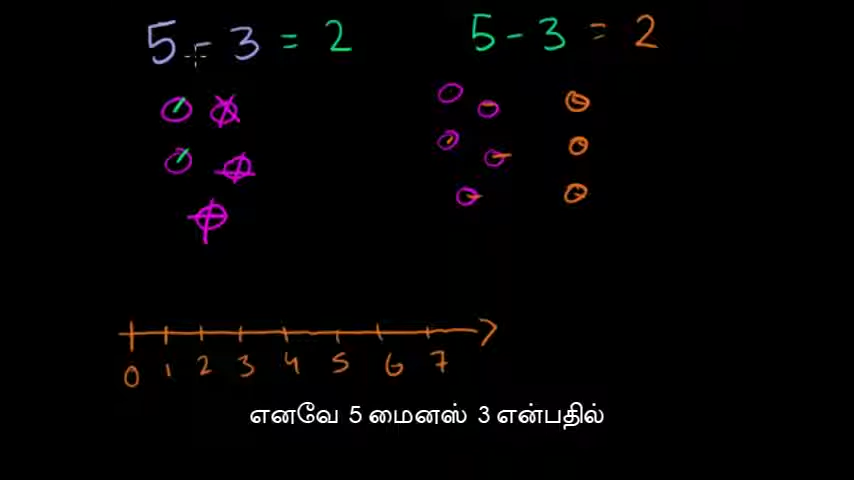 5 - 3 = 2 5 - 3 = 2
0 1 2 3 4 5 6 7
எனவே 5 மைனஸ் 3 என்பதில்